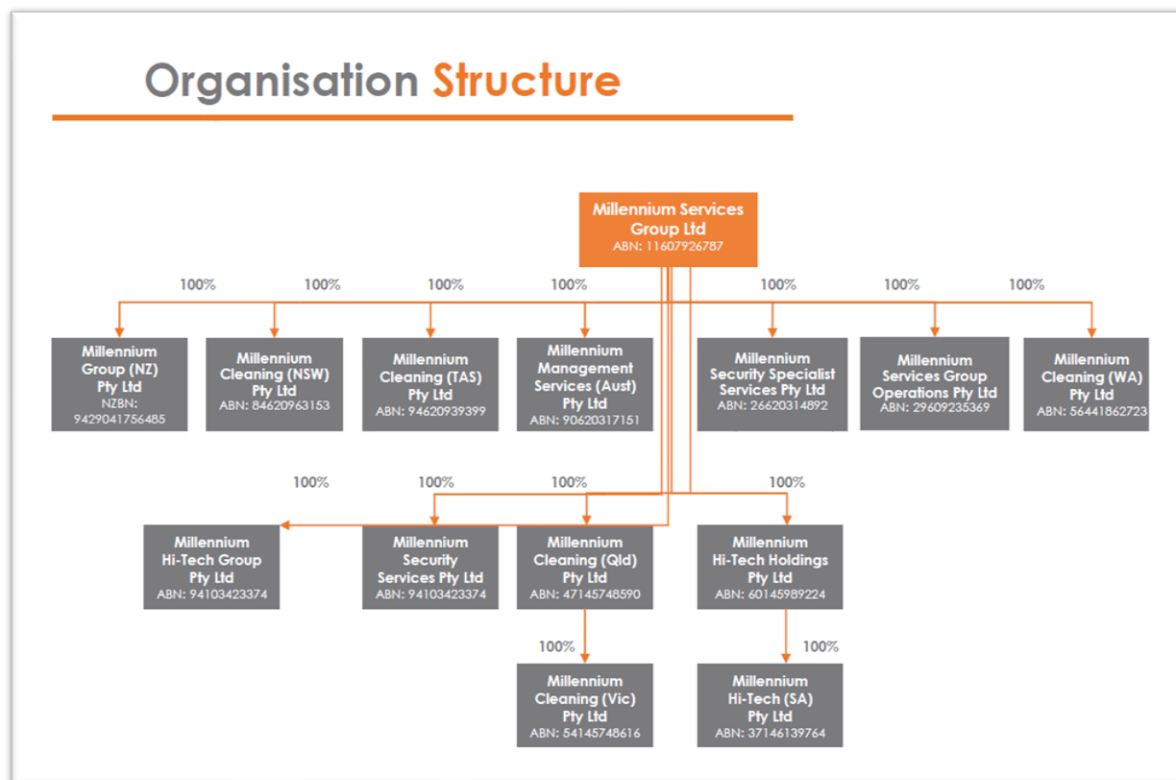 Organisation Structure
Millennium Services
Group Ltd
ABN: 11607926787
100%
100%
100%
100%
100%
100%
100%
Millennium
Group (NZ)
Pty Ltd
NZBN:
9429041756485
Millennium
Cleaning (NSW)
Pty Ltd
ABN: 84620963153
Millennium
Cleaning (TAS)
Pty Ltd
ABN: 94620939399
Millennium
Management
Services (Aust)
Pty Ltd
ABN: 90620317151
Millennium
Security Specialist
Services Pty Ltd
ABN: 26620314892
Millennium
Services Group
Operations Pty Ltd
ABN: 29609235369
Millennium
Cleaning (WA)
Pty Ltd
ABN: 56441862723
100%
100%
100%
100%
Millennium
Hi-Tech Group
Pty Ltd
ABN: 94103423374
Millennium
Security
Services Pty Ltd
ABN: 94103423374
Millennium
Cleaning (Qld)
Pty Ltd
ABN: 47145748590
Millennium
Hi-Tech Holdings
Pty Ltd
ABN: 60145989224
100%
100%
Millennium
Cleaning (Vic)
Pty Ltd
ABN: 54145748616
Millennium
Hi-Tech (SA)
Pty Ltd
ABN: 37146139764